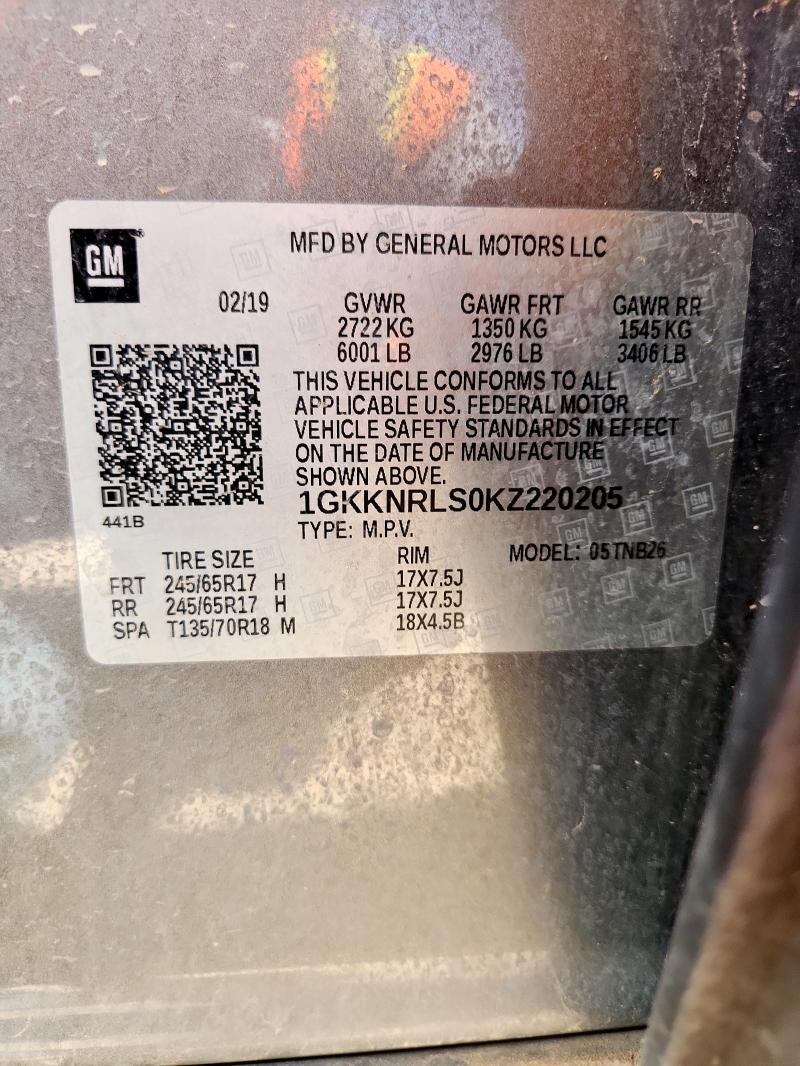 GM
MFD BY GENERAL MOTORS LLC
02/19 GVWR GAWR FRT GAWR RR
2722 KG 1350 KG 1545 KG
6001 LB 2976 LB 3406 LB
THIS VEHICLE CONFORMS TO ALL
APPLICABLE U.S. FEDERAL MOTOR
VEHICLE SAFETY STANDARDS IN EFFECT
ON THE DATE OF MANUFACTURE
SHOWN ABOVE.
1GKKNRLS0KZ220205
441B
TYPE: M.P.V.
TIRE SIZE RIM MODEL: 05TNB26
FRT 245/65R17 H 17X7.5J
RR 245/65R17 H 17X7.5J
SPA T135/70R18 M 18X4.5B